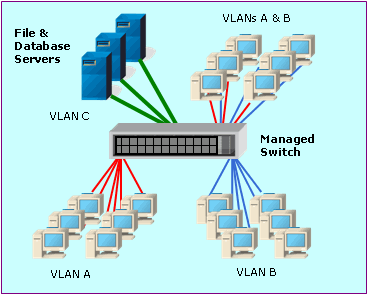 File &
Database
Servers
VLANs A & B
VLAN C
Managed
Switch
VLAN A
VLAN B